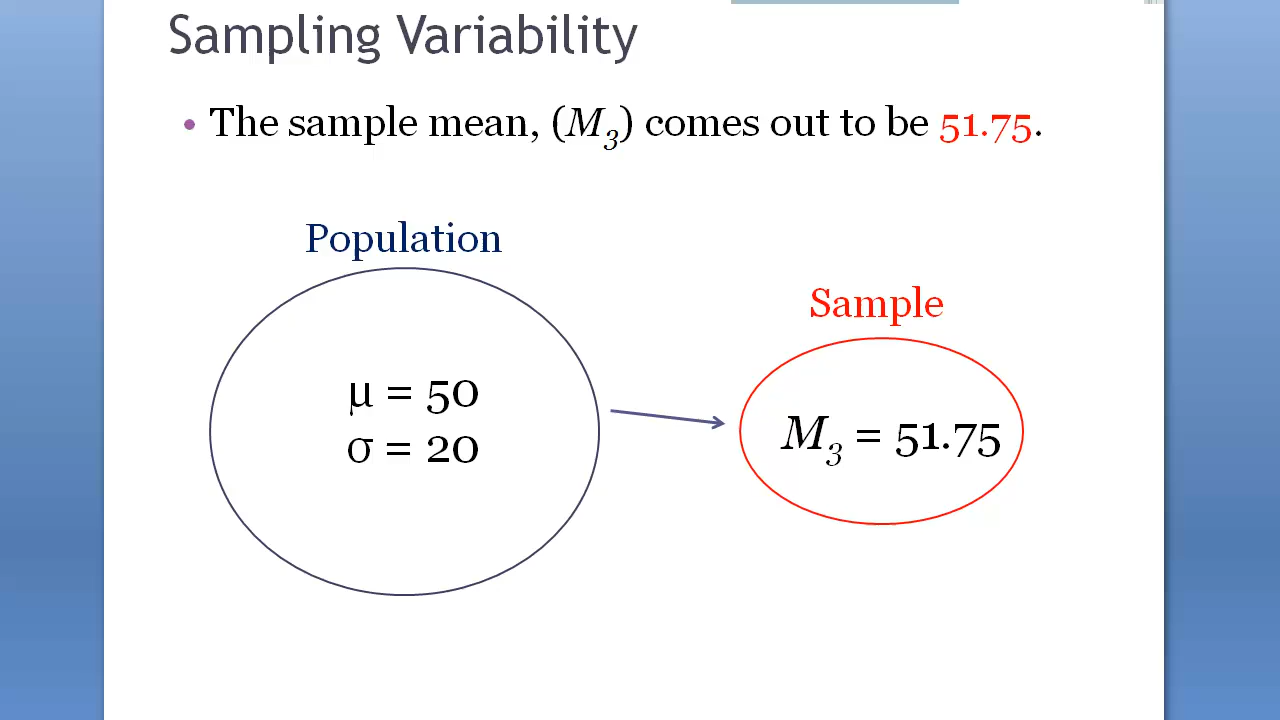 Sampling Variability
• The sample mean, (M₃) comes out to be 51.75.
Population
Sample
μ = 50
σ = 20
M₃ = 51.75